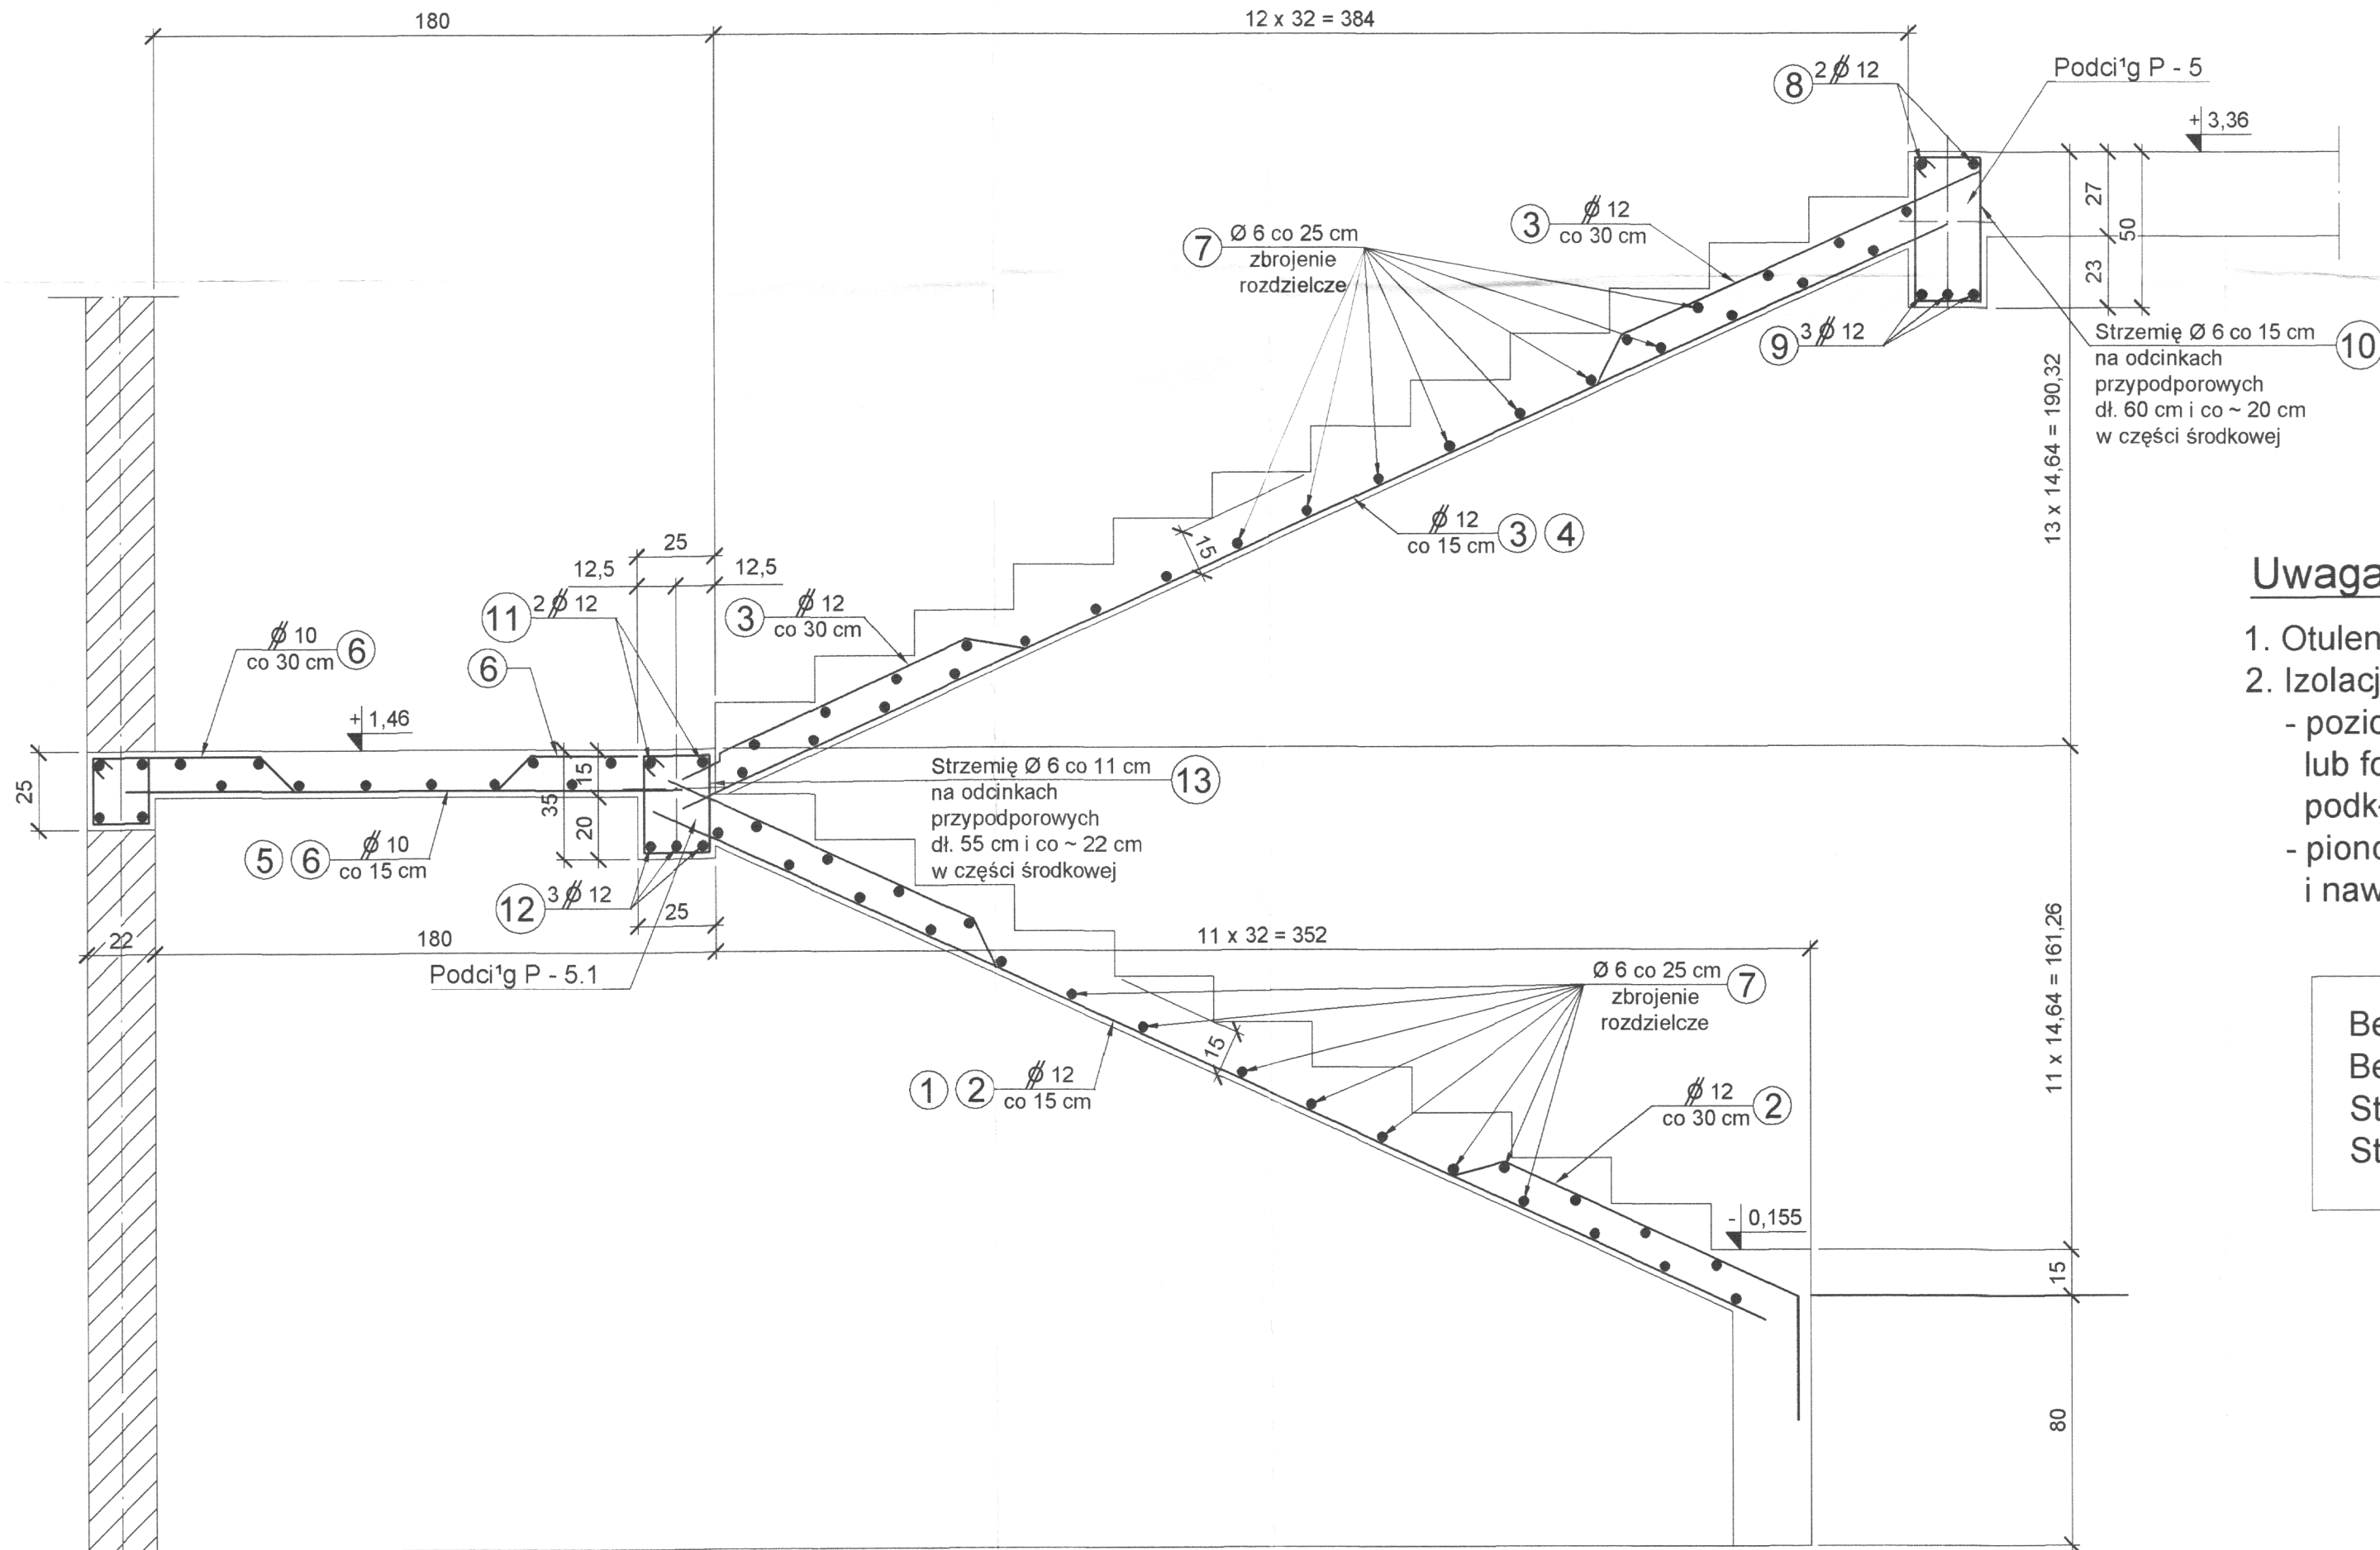 180
12 x 32 = 384
8 2 Ø 12
Podci¹g P - 5
+ 3,36
27
50
23
3 Ø 12
co 30 cm
7 Ø 6 co 25 cm
zbrojenie
rozdzielcze
9 3 Ø 12
Strzemię Ø 6 co 15 cm 10
na odcinkach
przypodporowych
dł. 60 cm i co ~ 20 cm
w części środkowej
13 x 14,64 = 190,32
Ø 12
co 15 cm 3 4
15
25
12,5 12,5
11 2 Ø 12
3 Ø 12
co 30 cm
Ø 10
co 30 cm 6
6
+ 1,46
25
15
35
20
Strzemię Ø 6 co 11 cm 13
na odcinkach
przypodporowych
dł. 55 cm i co ~ 22 cm
w części środkowej
5 6 Ø 10
co 15 cm
12 3 Ø 12
25
22
180
11 x 32 = 352
Podci¹g P - 5.1
Ø 6 co 25 cm 7
zbrojenie
rozdzielcze
15
1 2 Ø 12
co 15 cm
Ø 12
co 30 cm 2
- 0,155
11 x 14,64 = 161,26
15
80
Uwaga
1. Otulen
2. Izolacj
- pozio
lub fo
podk
- piono
i naw
Be
Be
St
St